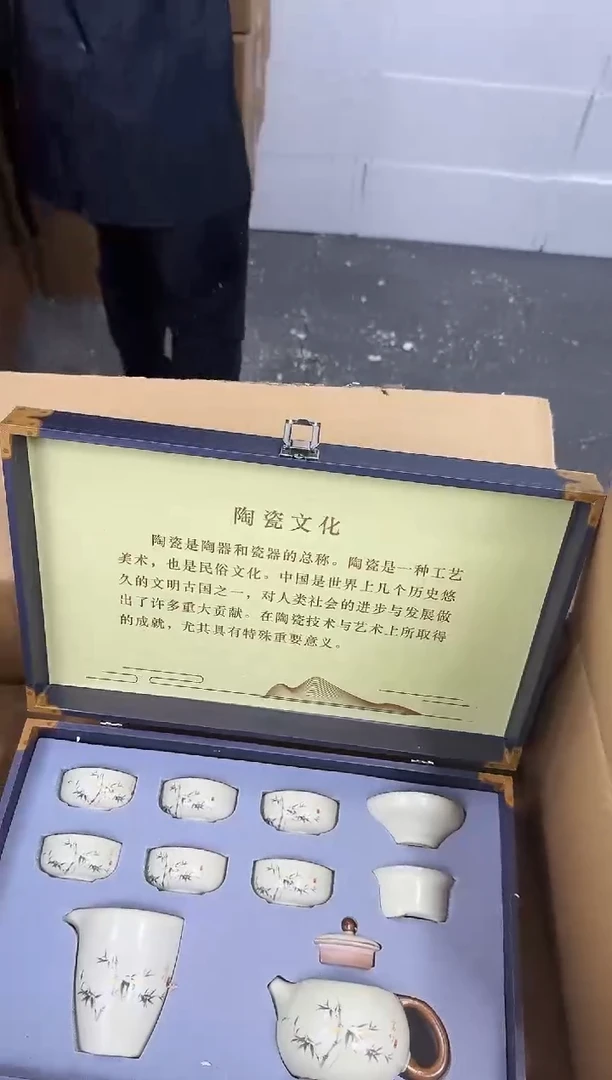 陶瓷文化
陶瓷是陶器和瓷器的总称。陶瓷是一种工艺
美术，也是民俗文化。中国是世界上几个历史悠
久的文明古国之一，对人类社会的进步与发展做
出了许多重大贡献。在陶瓷技术与艺术上所取得
的成就，尤其具有特殊重要意义。